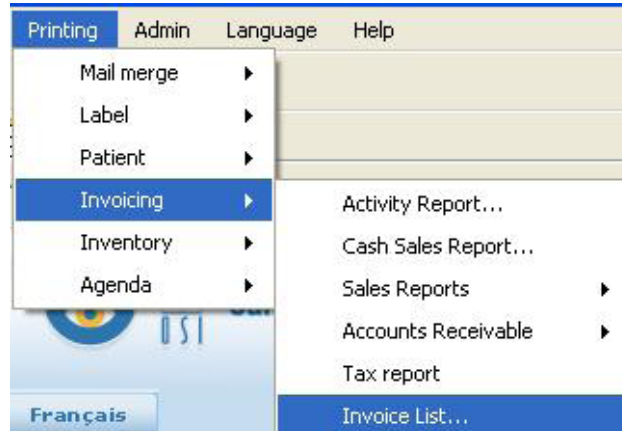 Printing Admin Language Help
Mail merge
Label
Patient
Invoicing
Inventory
Agenda
Activity Report...
Cash Sales Report...
Sales Reports
Accounts Receivable
Tax report
Invoice List...
OSI
Français